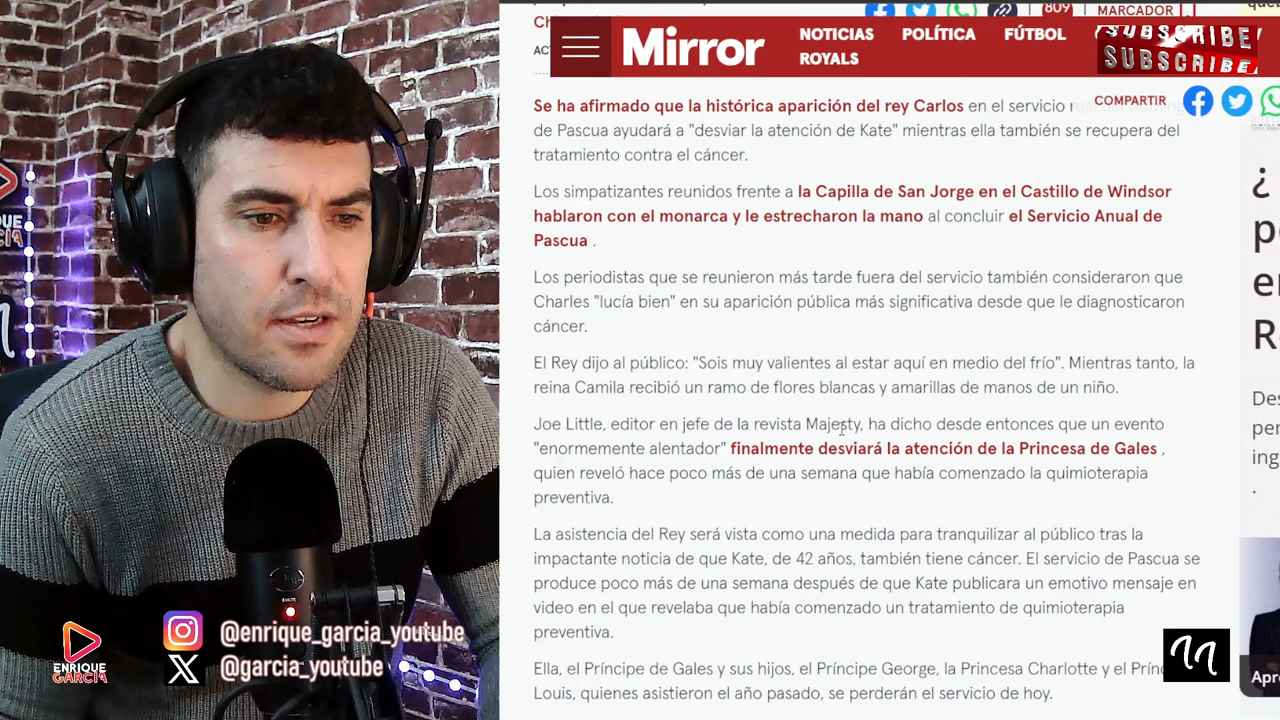 809
MARCADOR
Mirror
NOTICIAS POLÍTICA FÚTBOL
ROYALS
SUBSCRIBE
SUBSCRIBE
COMPARTIR
Se ha afirmado que la histórica aparición del rey Carlos en el servicio
de Pascua ayudará a "desviar la atención de Kate" mientras ella también se recupera del
tratamiento contra el cáncer.
Los simpatizantes reunidos frente a la Capilla de San Jorge en el Castillo de Windsor
hablaron con el monarca y le estrecharon la mano al concluir el Servicio Anual de
Pascua .
Los periodistas que se reunieron más tarde fuera del servicio también consideraron que
Charles "lucía bien" en su aparición pública más significativa desde que le diagnosticaron
cáncer.
El Rey dijo al público: "Sois muy valientes al estar aquí en medio del frío". Mientras tanto, la
reina Camila recibió un ramo de flores blancas y amarillas de manos de un niño.
Joe Little, editor en jefe de la revista Majesty, ha dicho desde entonces que un evento
"enormemente alentador" finalmente desviará la atención de la Princesa de Gales ,
quien reveló hace poco más de una semana que había comenzado la quimioterapia
preventiva.
La asistencia del Rey será vista como una medida para tranquilizar al público tras la
impactante noticia de que Kate, de 42 años, también tiene cáncer. El servicio de Pascua se
produce poco más de una semana después de que Kate publicara un emotivo mensaje en
video en el que revelaba que había comenzado un tratamiento de quimioterapia
preventiva.
Ella, el Príncipe de Gales y sus hijos, el Príncipe George, la Princesa Charlotte y el Prín
Louis, quienes asistieron el año pasado, se perderán el servicio de hoy.
ENRIQUE
GARCIA
@enrique_garcia_youtube
@garcia_youtube